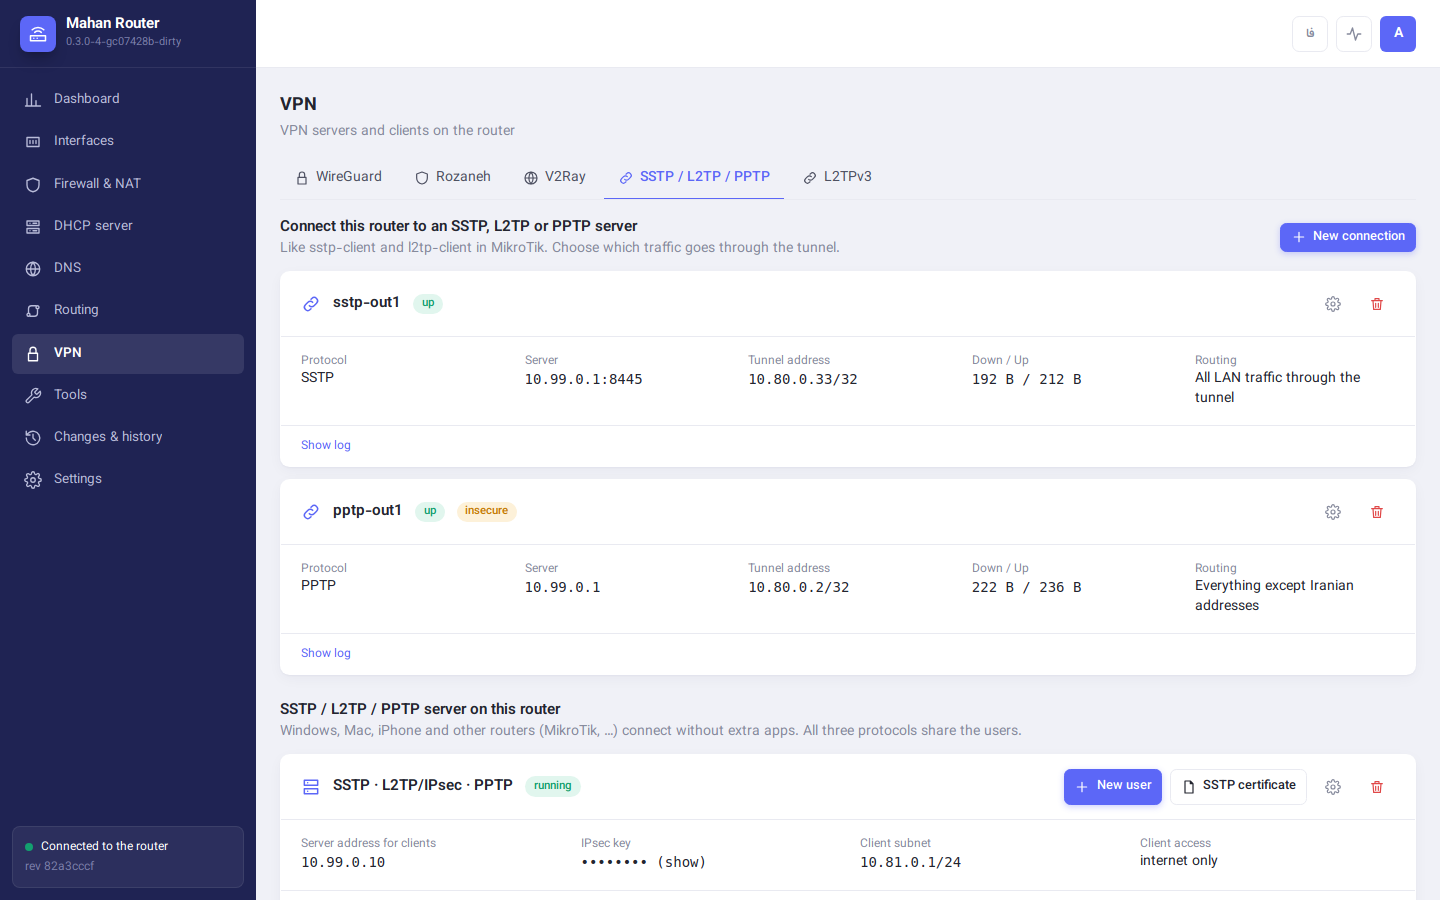 Mahan Router
0.3.0-4-gc07428b-dirty
فا
A
Dashboard
Interfaces
Firewall & NAT
DHCP server
DNS
Routing
VPN
Tools
Changes & history
Settings
Connected to the router
rev 82a3cccf
VPN
VPN servers and clients on the router
WireGuard
Rozaneh
V2Ray
SSTP / L2TP / PPTP
L2TPv3
Connect this router to an SSTP, L2TP or PPTP server
Like sstp-client and l2tp-client in MikroTik. Choose which traffic goes through the tunnel.
New connection
sstp-out1 up
Protocol
SSTP
Server
10.99.0.1:8445
Tunnel address
10.80.0.33/32
Down / Up
192 B / 212 B
Routing
All LAN traffic through the
tunnel
Show log
pptp-out1 up insecure
Protocol
PPTP
Server
10.99.0.1
Tunnel address
10.80.0.2/32
Down / Up
222 B / 236 B
Routing
Everything except Iranian
addresses
Show log
SSTP / L2TP / PPTP server on this router
Windows, Mac, iPhone and other routers (MikroTik, …) connect without extra apps. All three protocols share the users.
SSTP · L2TP/IPsec · PPTP running
New user
SSTP certificate
Server address for clients
10.99.0.10
IPsec key
•••••••• (show)
Client subnet
10.81.0.1/24
Client access
internet only